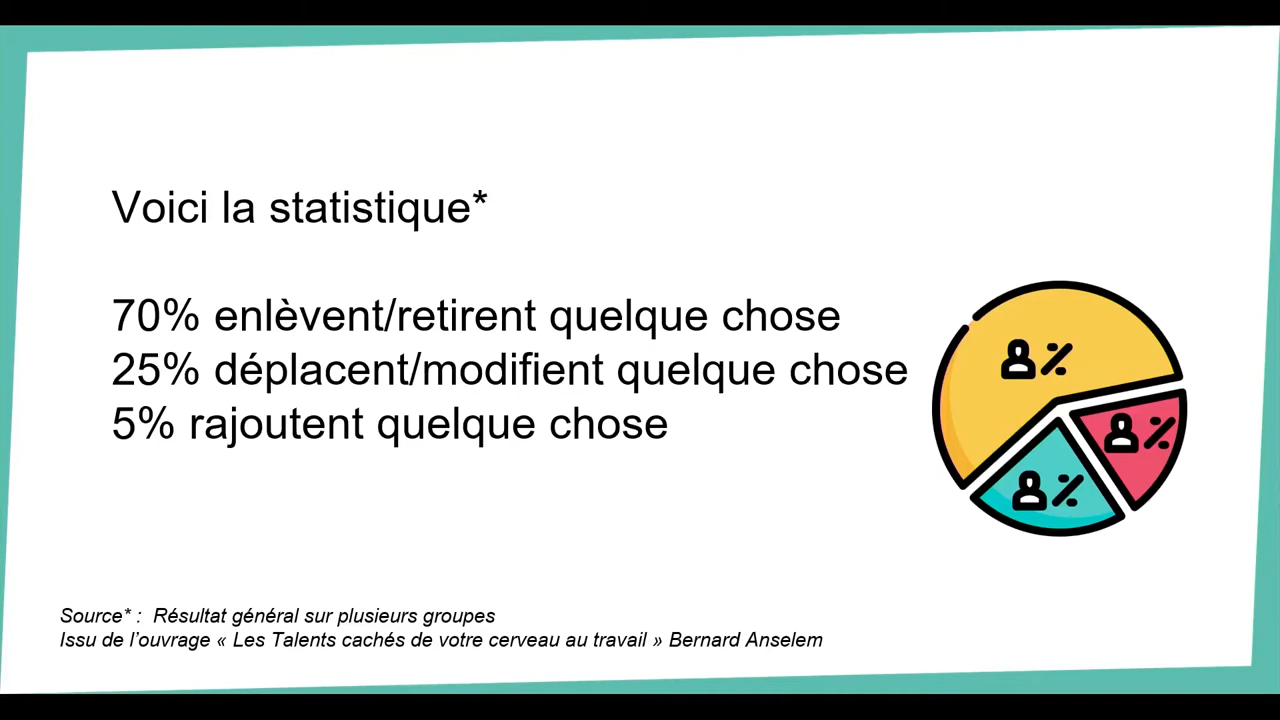 Voici la statistique*
70% enlèvent/retirent quelque chose
25% déplacent/modifient quelque chose
5% rajoutent quelque chose
Source* : Résultat général sur plusieurs groupes
Issu de l'ouvrage « Les Talents cachés de votre cerveau au travail » Bernard Anselem